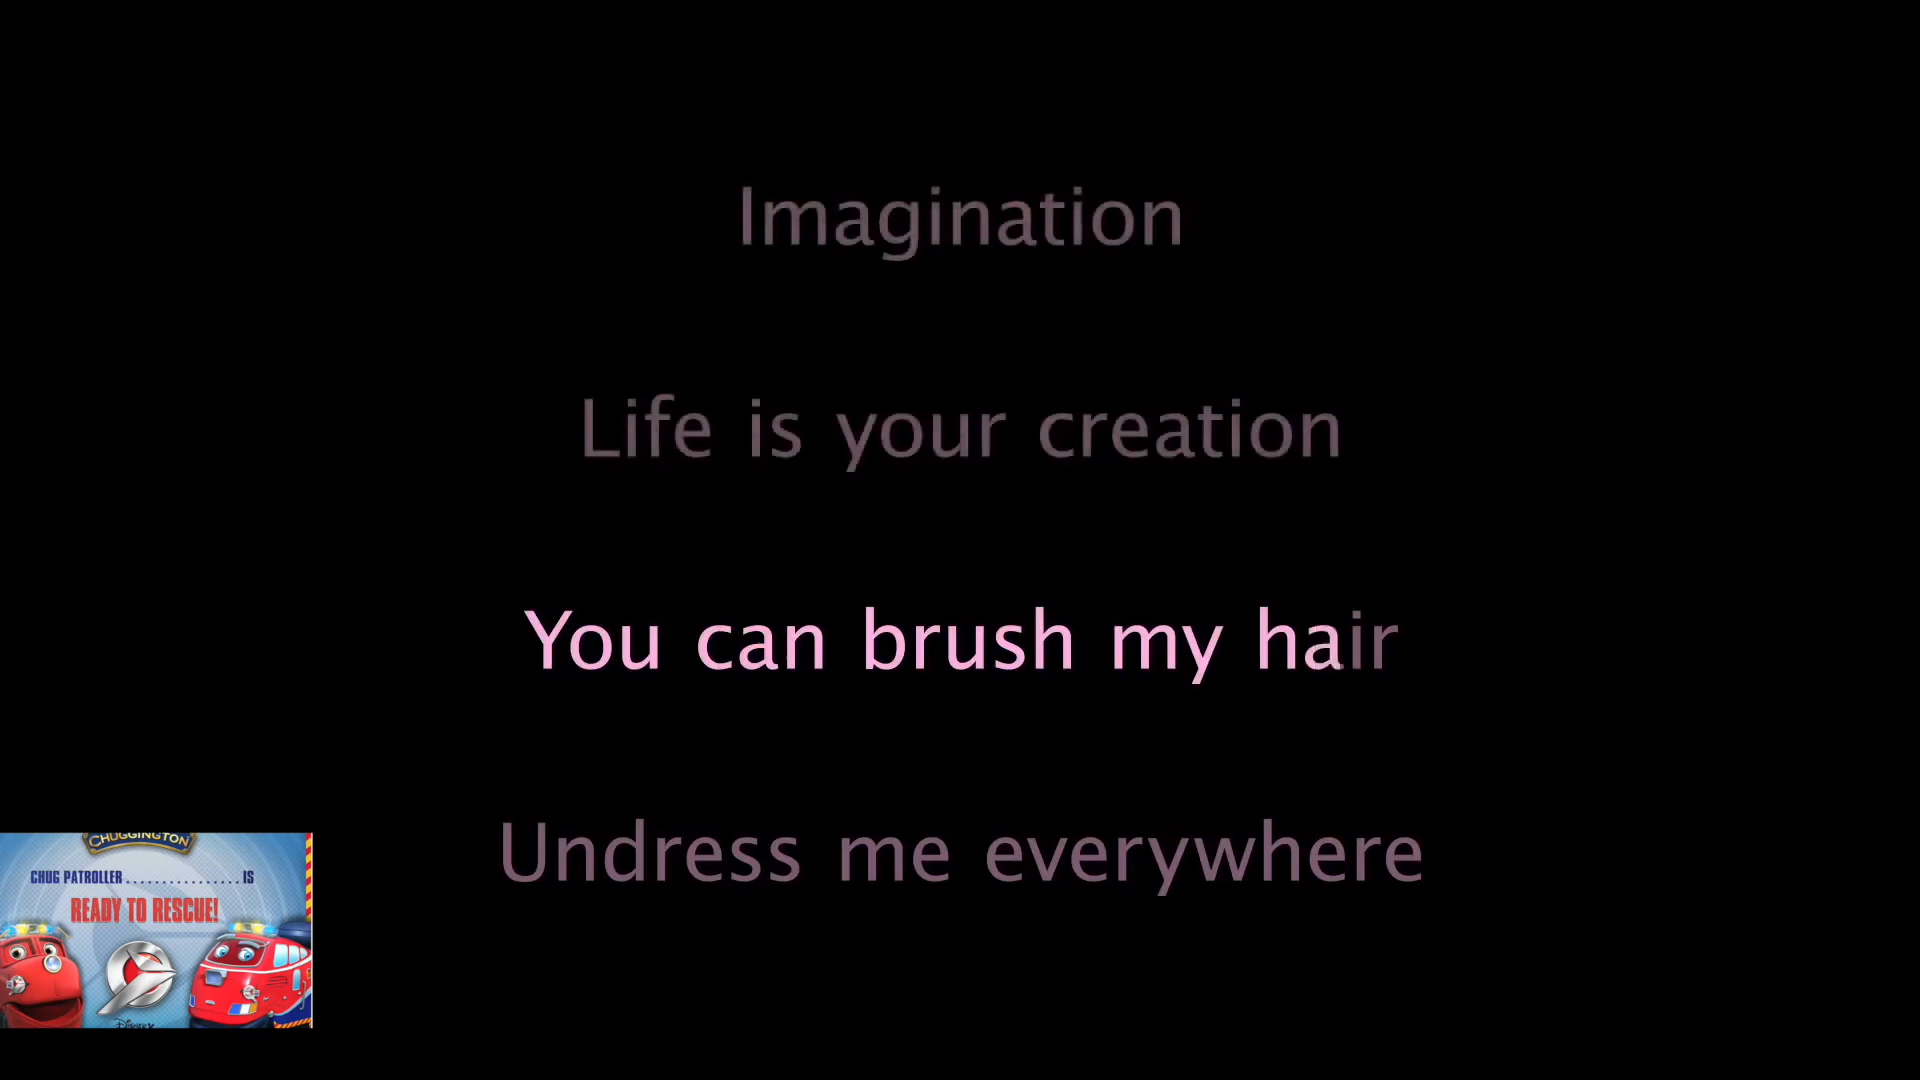 Imagination
Life is your creation
You can brush my hair
Undress me everywhere
CHUGGINGTON
CHUG PATROLLER ................ IS
READY TO RESCUE!
Disney